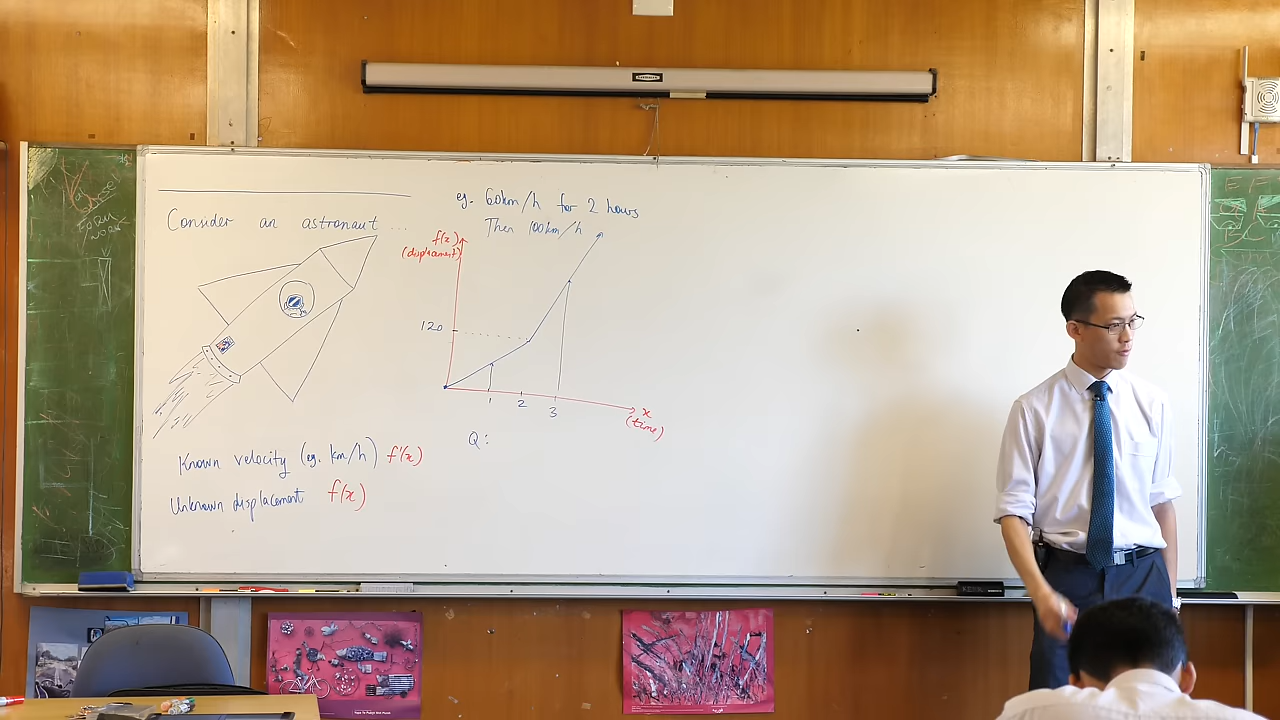 Consider an astronaut ...
eg. 60km/h for 2 hours
Then 100km/h
f(x)
(displacement)
120
1
2
3
x
(time)
Q:
Known velocity (eg. km/h) f'(x)
Unknown displacement f(x)